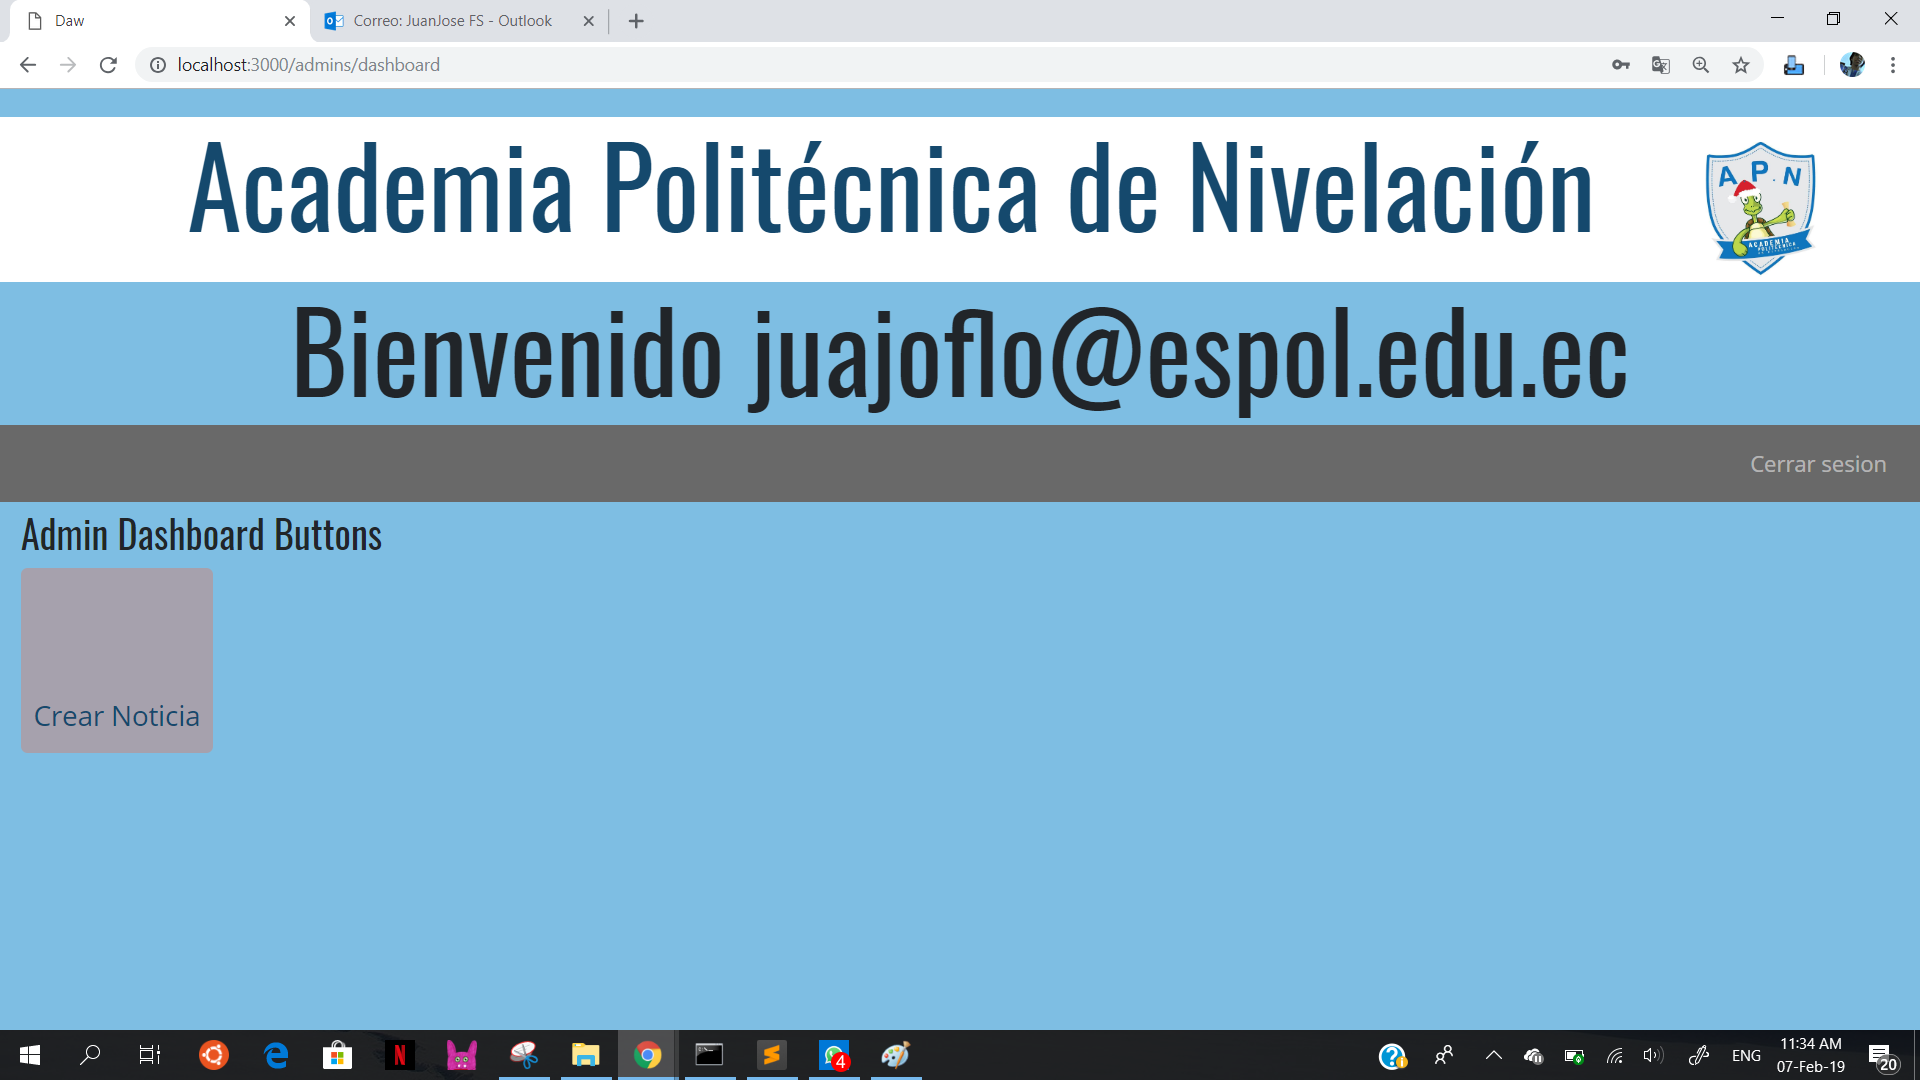 Daw
Correo: JuanJose FS - Outlook
localhost:3000/admins/dashboard
Academia Politécnica de Nivelación
A P. N
ACADEMIA
POLITÉCNICA
Bienvenido juajoflo@espol.edu.ec
Cerrar sesion
Admin Dashboard Buttons
Crear Noticia
4
ENG
11:34 AM
07-Feb-19
20